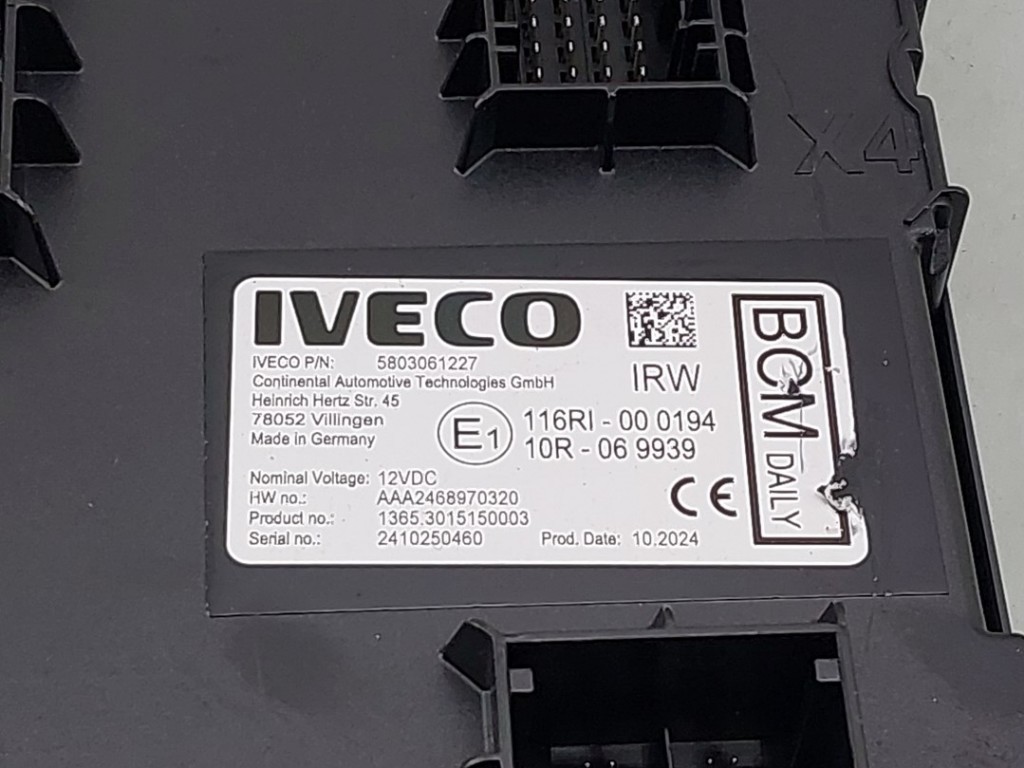 X4
IVECO
IVECO P/N: 5803061227
Continental Automotive Technologies GmbH
Heinrich Hertz Str. 45
78052 Villingen
Made in Germany
E1
116RI - 00 0194
10R - 06 9939
IRW
Nominal Voltage: 12VDC
HW no.: AAA2468970320
Product no.: 1365.3015150003
Serial no.: 2410250460 Prod. Date: 10.2024
CE
BCM DAILY